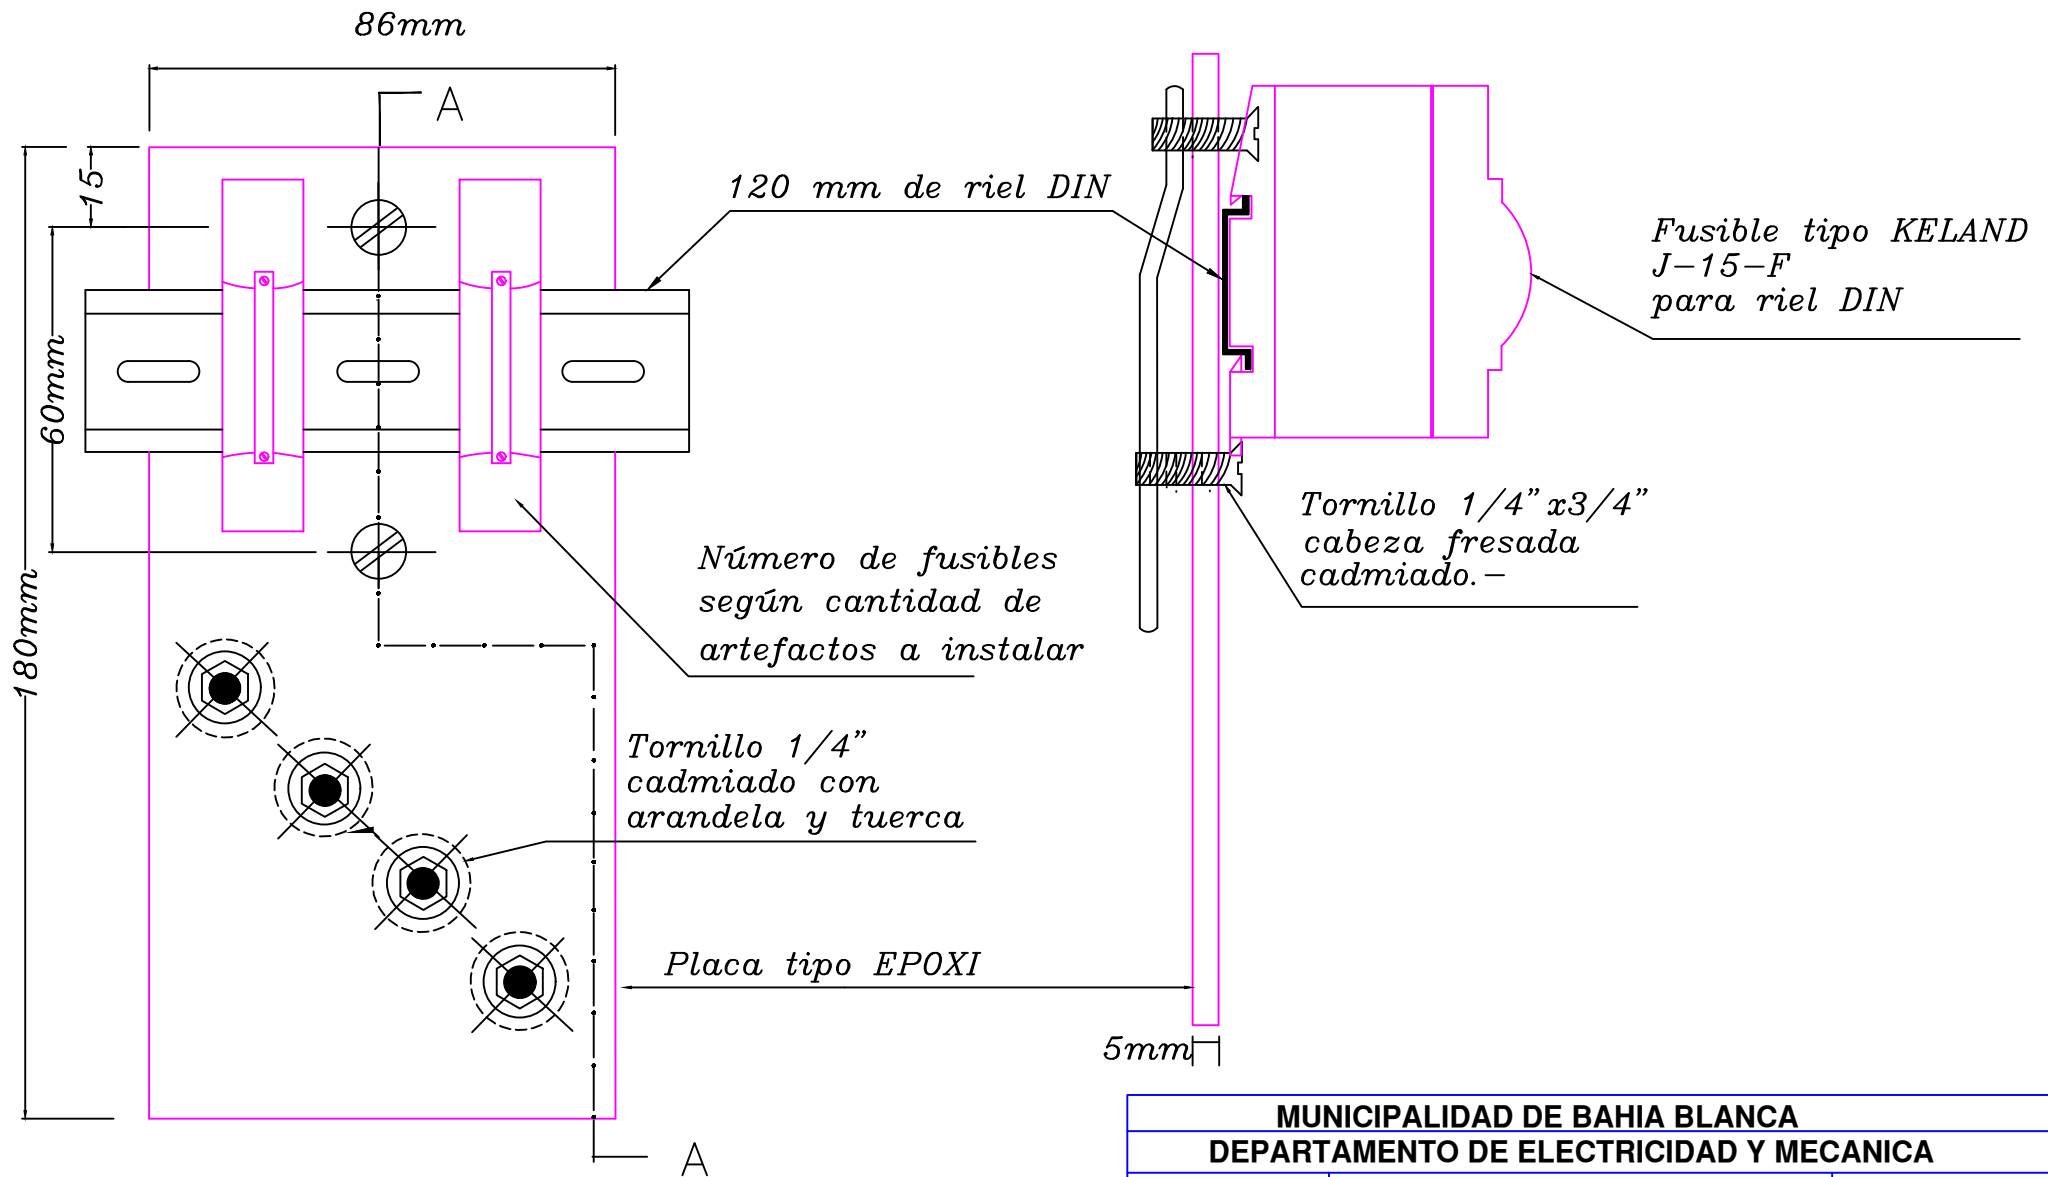 86mm
A
15
120 mm de riel DIN
Fusible tipo KELAND
J-15-F
para riel DIN
60mm
Tornillo 1/4" x3/4"
cabeza fresada
cadmiado.-
Número de fusibles
según cantidad de
artefactos a instalar
180mm
Tornillo 1/4"
cadmiado con
arandela y tuerca
Placa tipo EPOXI
5mm
A
MUNICIPALIDAD DE BAHIA BLANCA
DEPARTAMENTO DE ELECTRICIDAD Y MECANICA